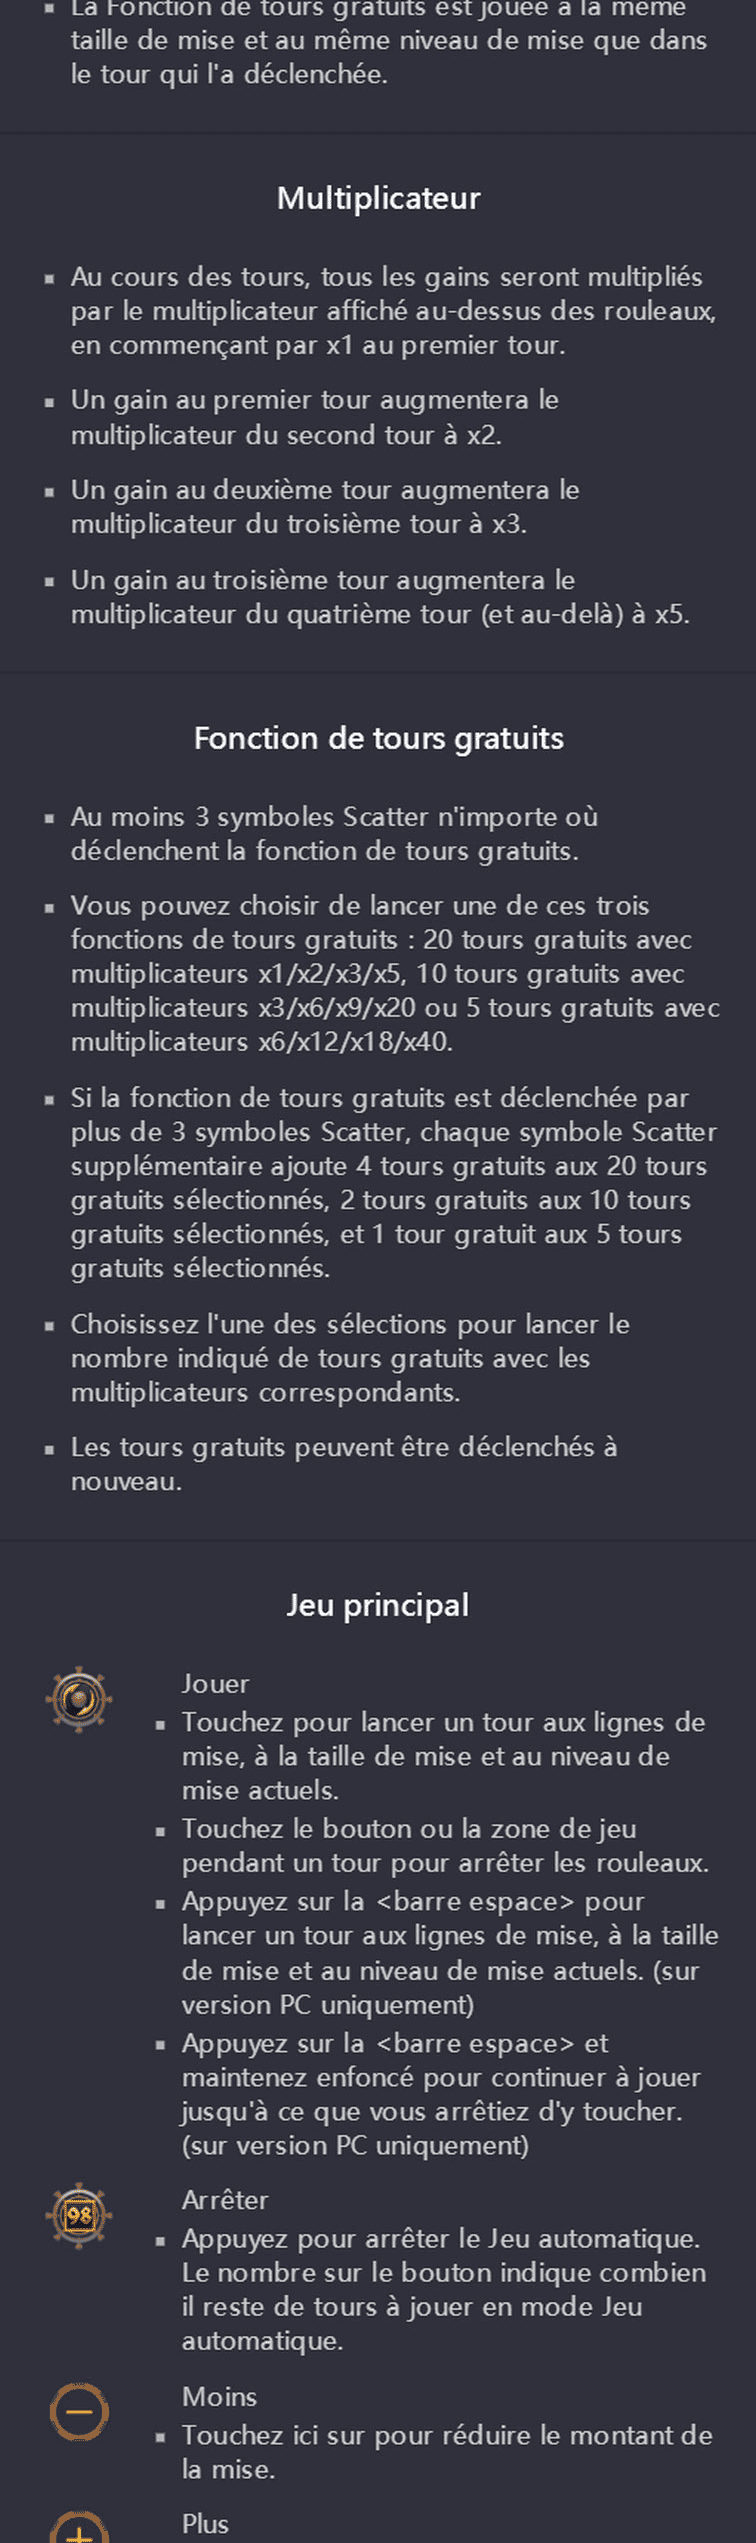 ▪ La Fonction de tours gratuits est jouée à la même
taille de mise et au même niveau de mise que dans
le tour qui l'a déclenchée.
Multiplicateur
▪ Au cours des tours, tous les gains seront multipliés
par le multiplicateur affiché au-dessus des rouleaux,
en commençant par x1 au premier tour.
▪ Un gain au premier tour augmentera le
multiplicateur du second tour à x2.
▪ Un gain au deuxième tour augmentera le
multiplicateur du troisième tour à x3.
▪ Un gain au troisième tour augmentera le
multiplicateur du quatrième tour (et au-delà) à x5.
Fonction de tours gratuits
▪ Au moins 3 symboles Scatter n'importe où
déclenchent la fonction de tours gratuits.
▪ Vous pouvez choisir de lancer une de ces trois
fonctions de tours gratuits : 20 tours gratuits avec
multiplicateurs x1/x2/x3/x5, 10 tours gratuits avec
multiplicateurs x3/x6/x9/x20 ou 5 tours gratuits avec
multiplicateurs x6/x12/x18/x40.
▪ Si la fonction de tours gratuits est déclenchée par
plus de 3 symboles Scatter, chaque symbole Scatter
supplémentaire ajoute 4 tours gratuits aux 20 tours
gratuits sélectionnés, 2 tours gratuits aux 10 tours
gratuits sélectionnés, et 1 tour gratuit aux 5 tours
gratuits sélectionnés.
▪ Choisissez l'une des sélections pour lancer le
nombre indiqué de tours gratuits avec les
multiplicateurs correspondants.
▪ Les tours gratuits peuvent être déclenchés à
nouveau.
Jeu principal
Jouer
▪ Touchez pour lancer un tour aux lignes de
mise, à la taille de mise et au niveau de
mise actuels.
▪ Touchez le bouton ou la zone de jeu
pendant un tour pour arrêter les rouleaux.
▪ Appuyez sur la <barre espace> pour
lancer un tour aux lignes de mise, à la taille
de mise et au niveau de mise actuels. (sur
version PC uniquement)
▪ Appuyez sur la <barre espace> et
maintenez enfoncé pour continuer à jouer
jusqu'à ce que vous arrêtiez d'y toucher.
(sur version PC uniquement)
98
Arrêter
▪ Appuyez pour arrêter le Jeu automatique.
Le nombre sur le bouton indique combien
il reste de tours à jouer en mode Jeu
automatique.
Moins
▪ Touchez ici sur pour réduire le montant de
la mise.
Plus